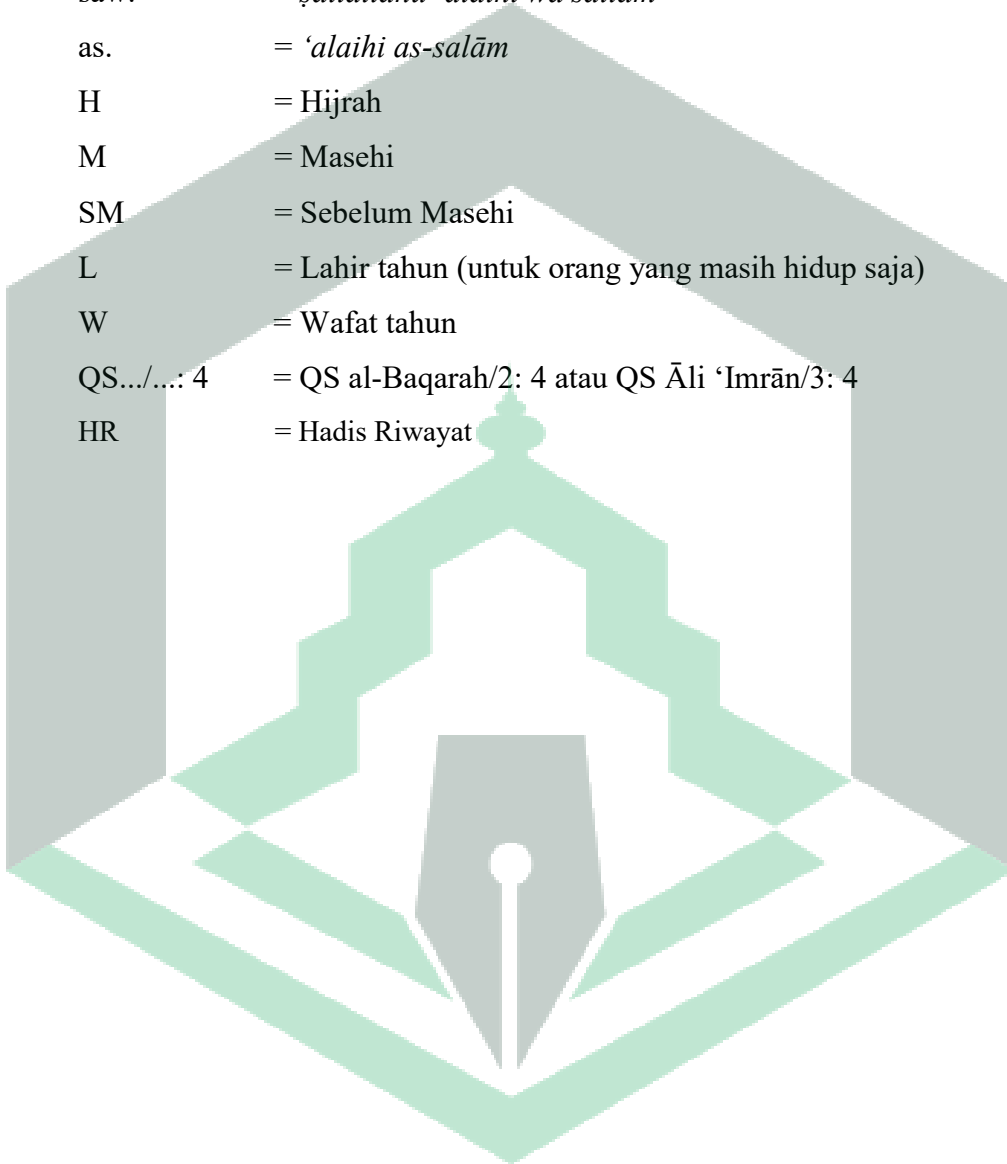 as. = ‘alaihi as-salām
H = Hijrah
M = Masehi
SM = Sebelum Masehi
L = Lahir tahun (untuk orang yang masih hidup saja)
W = Wafat tahun
QS.../...: 4 = QS al-Baqarah/2: 4 atau QS Āli ‘Imrān/3: 4
HR = Hadis Riwayat